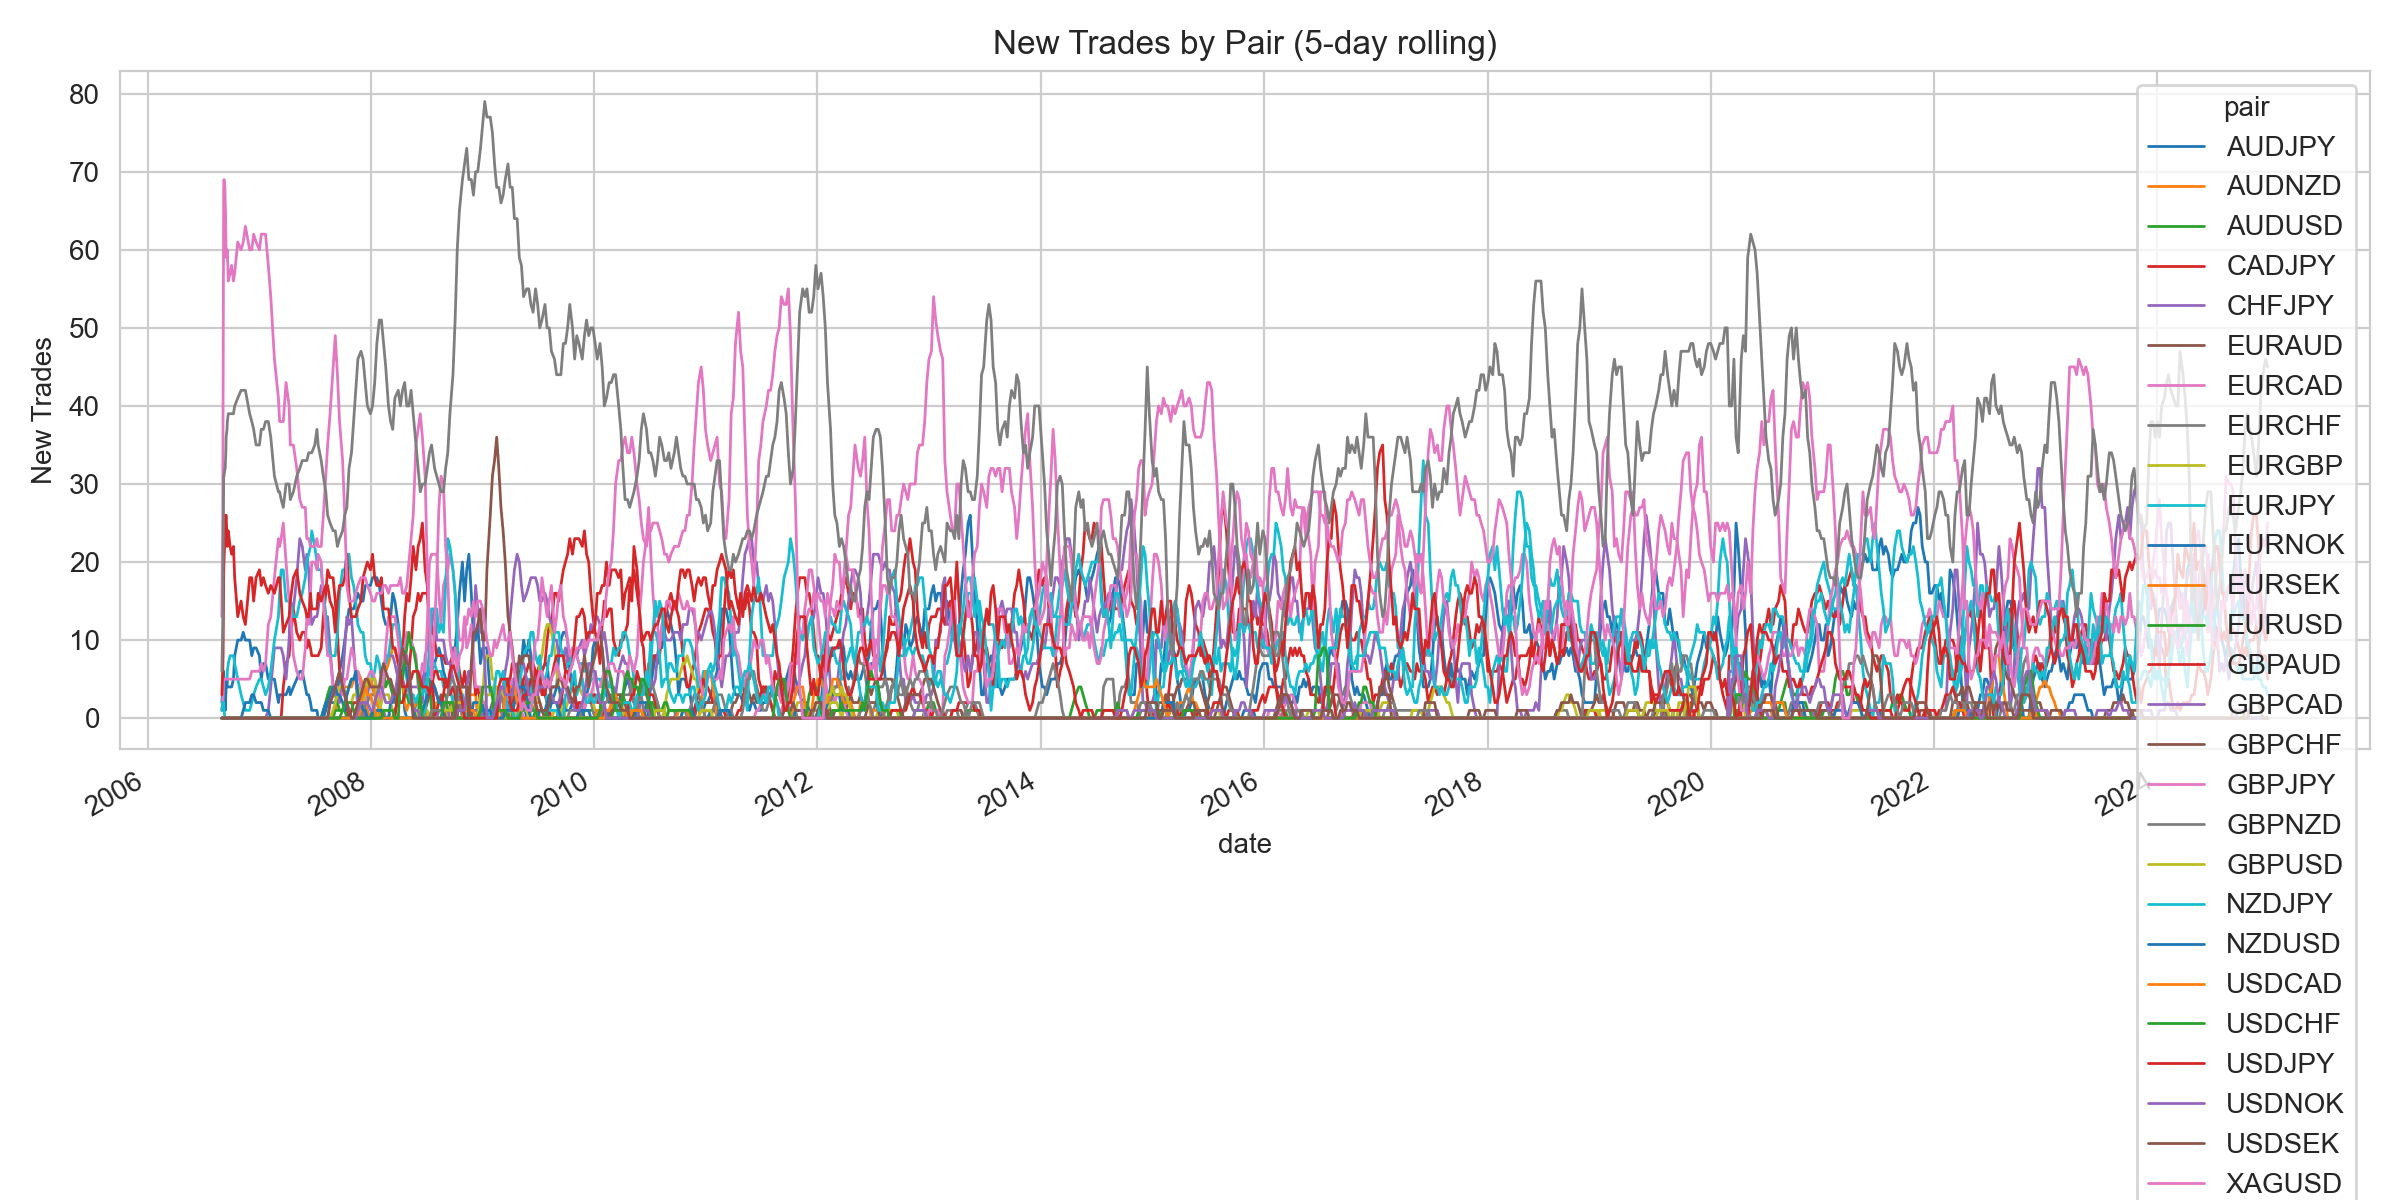 New Trades by Pair (5-day rolling)
New Trades
80
70
60
50
40
30
20
10
0
2006
2008
2010
2012
2014
2016
2018
2020
2022
date
pair
AUDJPY
AUDNZD
AUDUSD
CADJPY
CHFJPY
EURAUD
EURCAD
EURCHF
EURGBP
EURJPY
EURNOK
EURSEK
EURUSD
GBPAUD
GBPCAD
GBPCHF
GBPJPY
GBPNZD
GBPUSD
NZDJPY
NZDUSD
USDCAD
USDCHF
USDJPY
USDNOK
USDSEK
XAGUSD